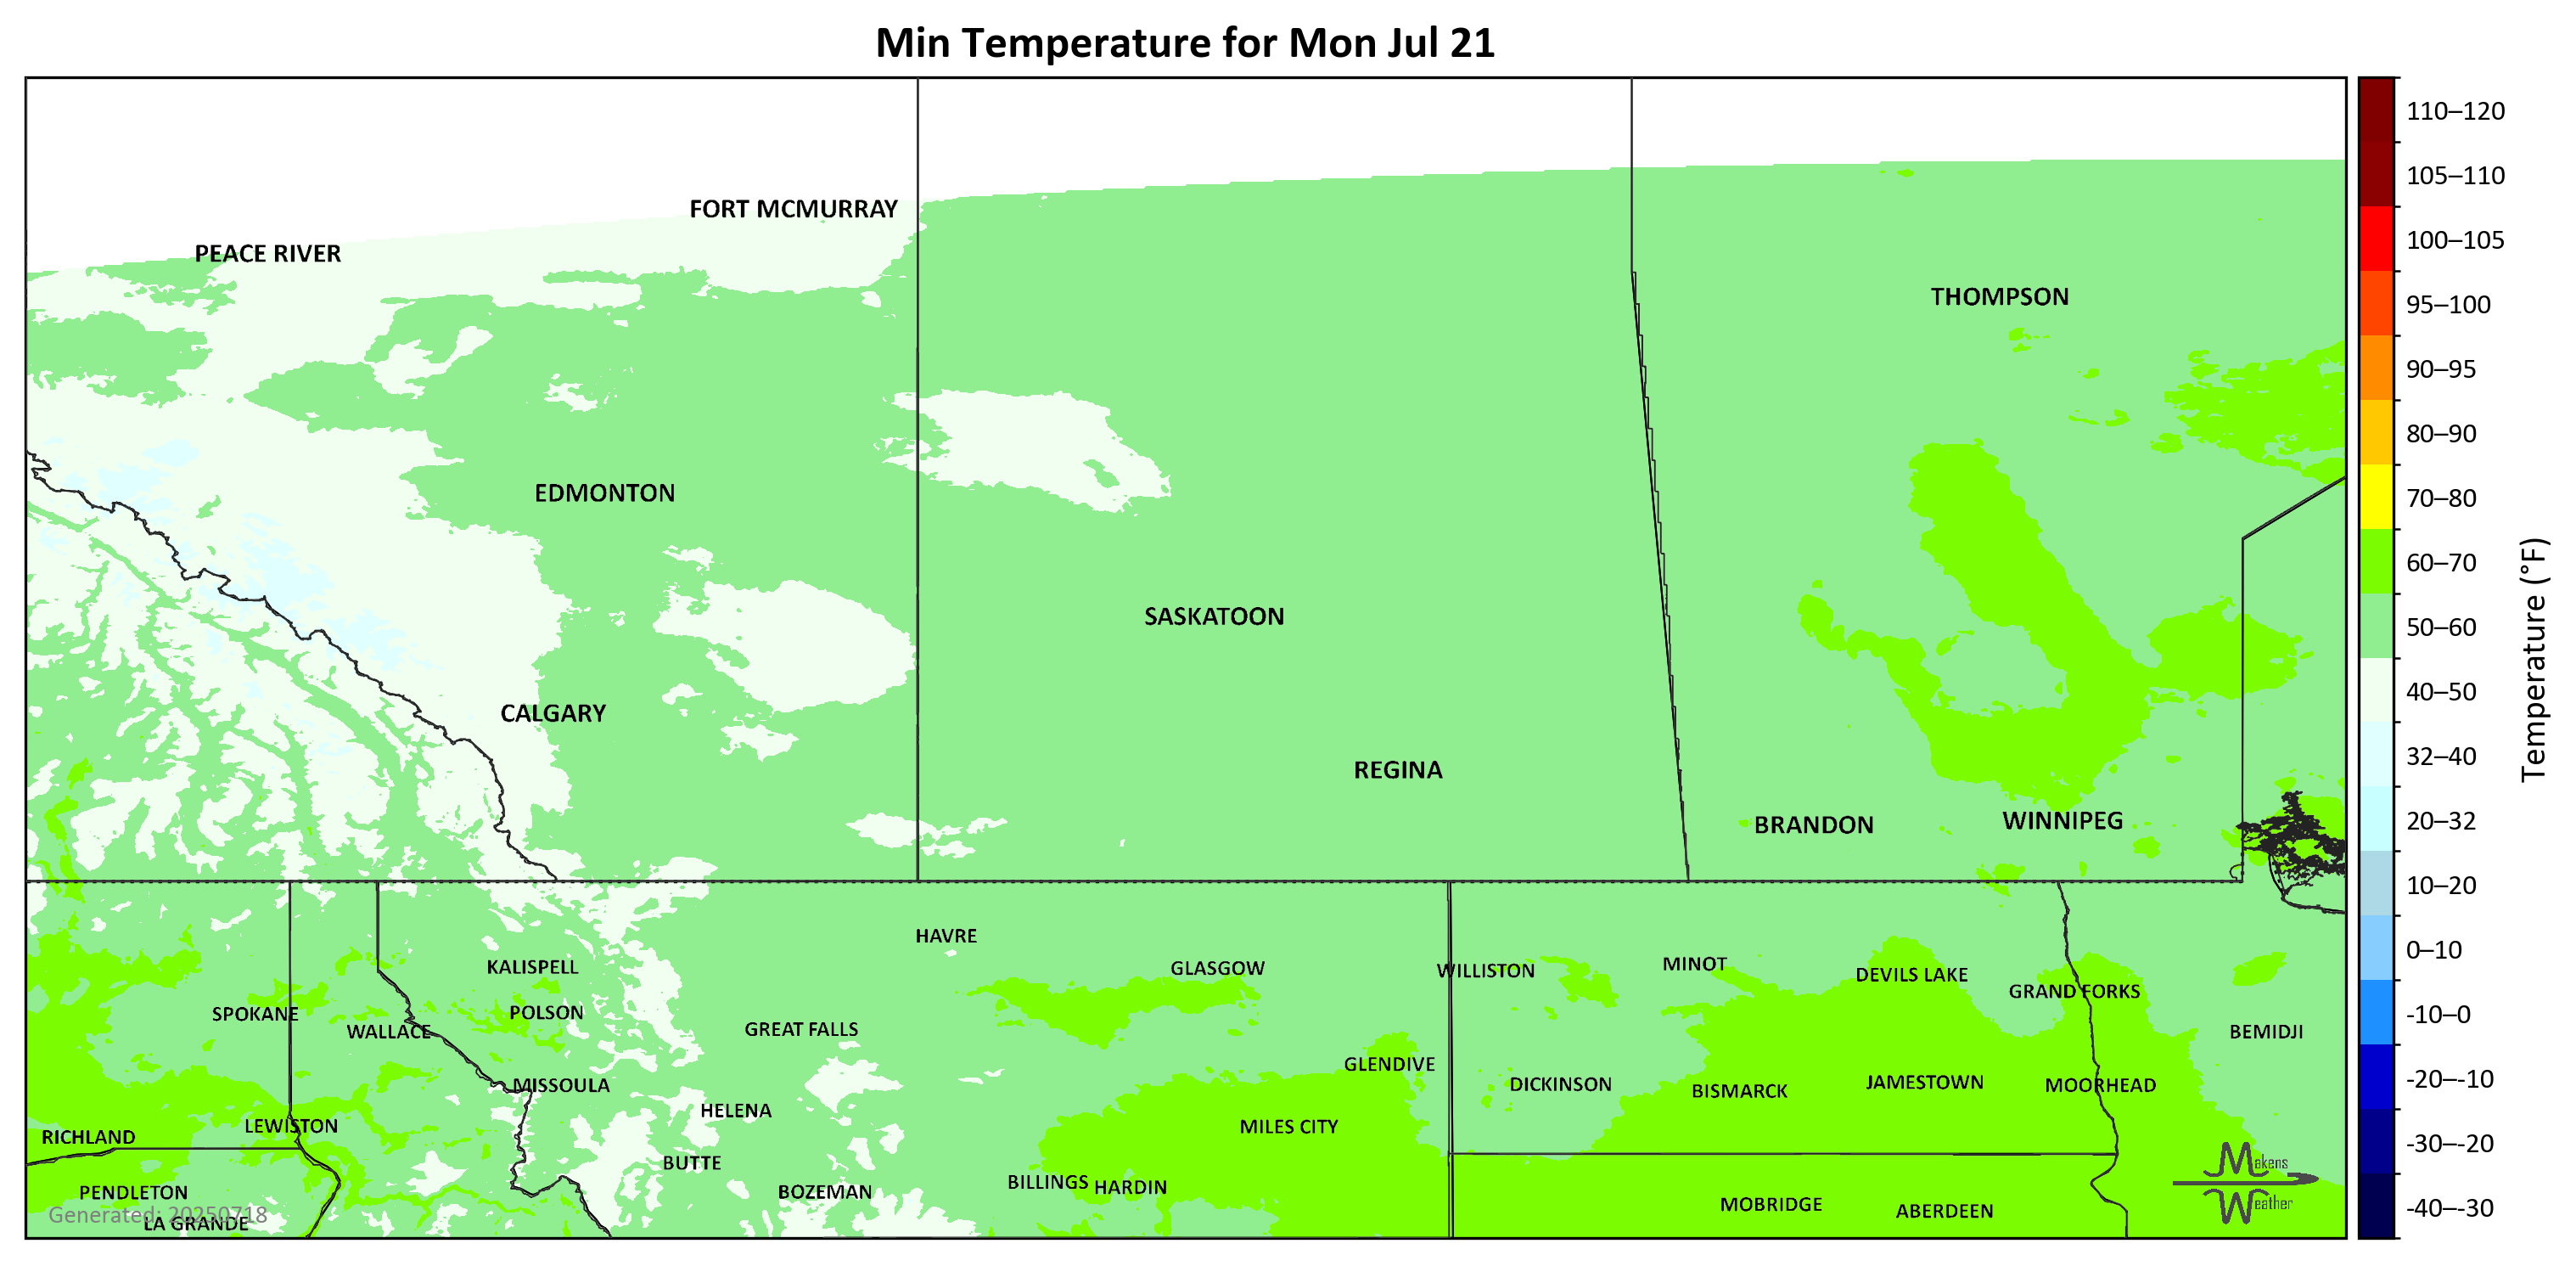 Min Temperature for Mon Jul 21
110–120
105–110
100–105
95–100
90–95
80–90
70–80
60–70
50–60
40–50
32–40
20–32
10–20
0–10
-10–0
-20–-10
-30–-20
-40–-30
Temperature (°F)
FORT MCMURRAY
PEACE RIVER
THOMPSON
EDMONTON
SASKATOON
CALGARY
REGINA
BRANDON
WINNIPEG
HAVRE
KALISPELL
GLASGOW
WILLISTON
MINOT
DEVILS LAKE
GRAND FORKS
SPOKANE
POLSON
WALLACE
GREAT FALLS
BEMIDJI
GLENDIVE
MISSOULA
DICKINSON
BISMARCK
JAMESTOWN
MOORHEAD
HELENA
LEWISTON
MILES CITY
RICHLAND
BUTTE
BILLINGS
HARDIN
PENDLETON
BOZEMAN
MOBRIDGE
ABERDEEN
Generated: 20250718
LA GRANDE
Makens
Weather